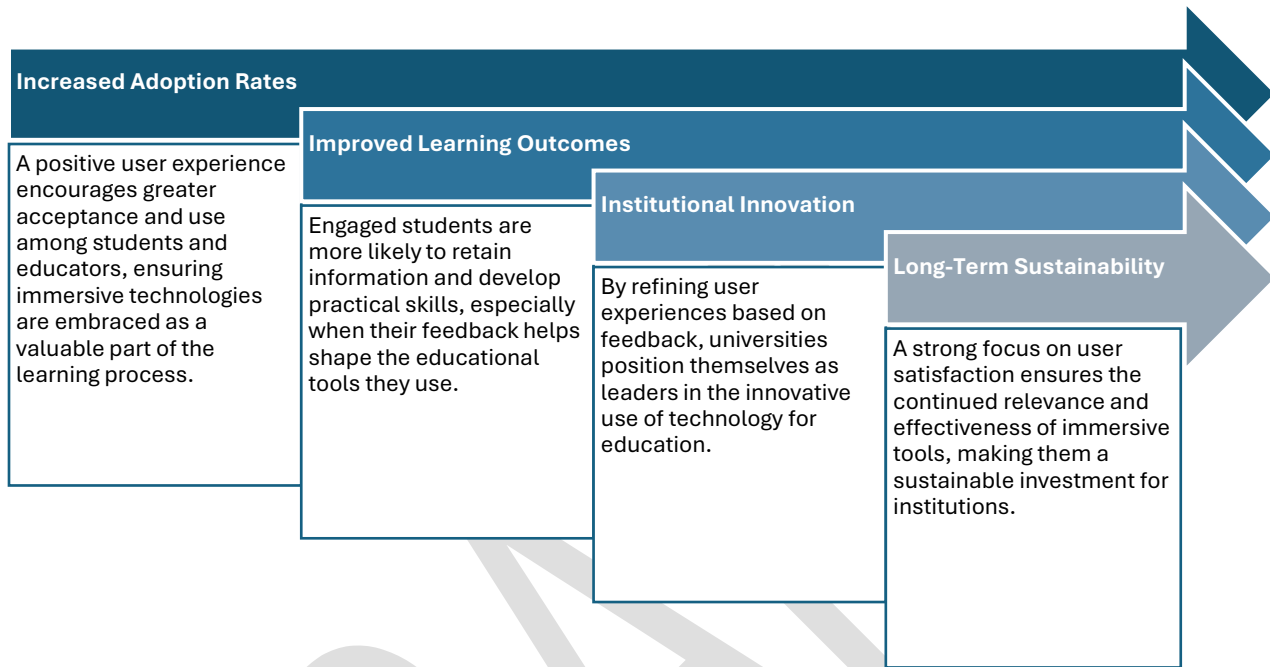 Increased Adoption Rates
A positive user experience
encourages greater
acceptance and use
among students and
educators, ensuring
immersive technologies
are embraced as a
valuable part of the
learning process.
Improved Learning Outcomes
Engaged students are
more likely to retain
information and develop
practical skills, especially
when their feedback helps
shape the educational
tools they use.
Institutional Innovation
By refining user
experiences based on
feedback, universities
position themselves as
leaders in the innovative
use of technology for
education.
Long-Term Sustainability
A strong focus on user
satisfaction ensures the
continued relevance and
effectiveness of immersive
tools, making them a
sustainable investment for
institutions.